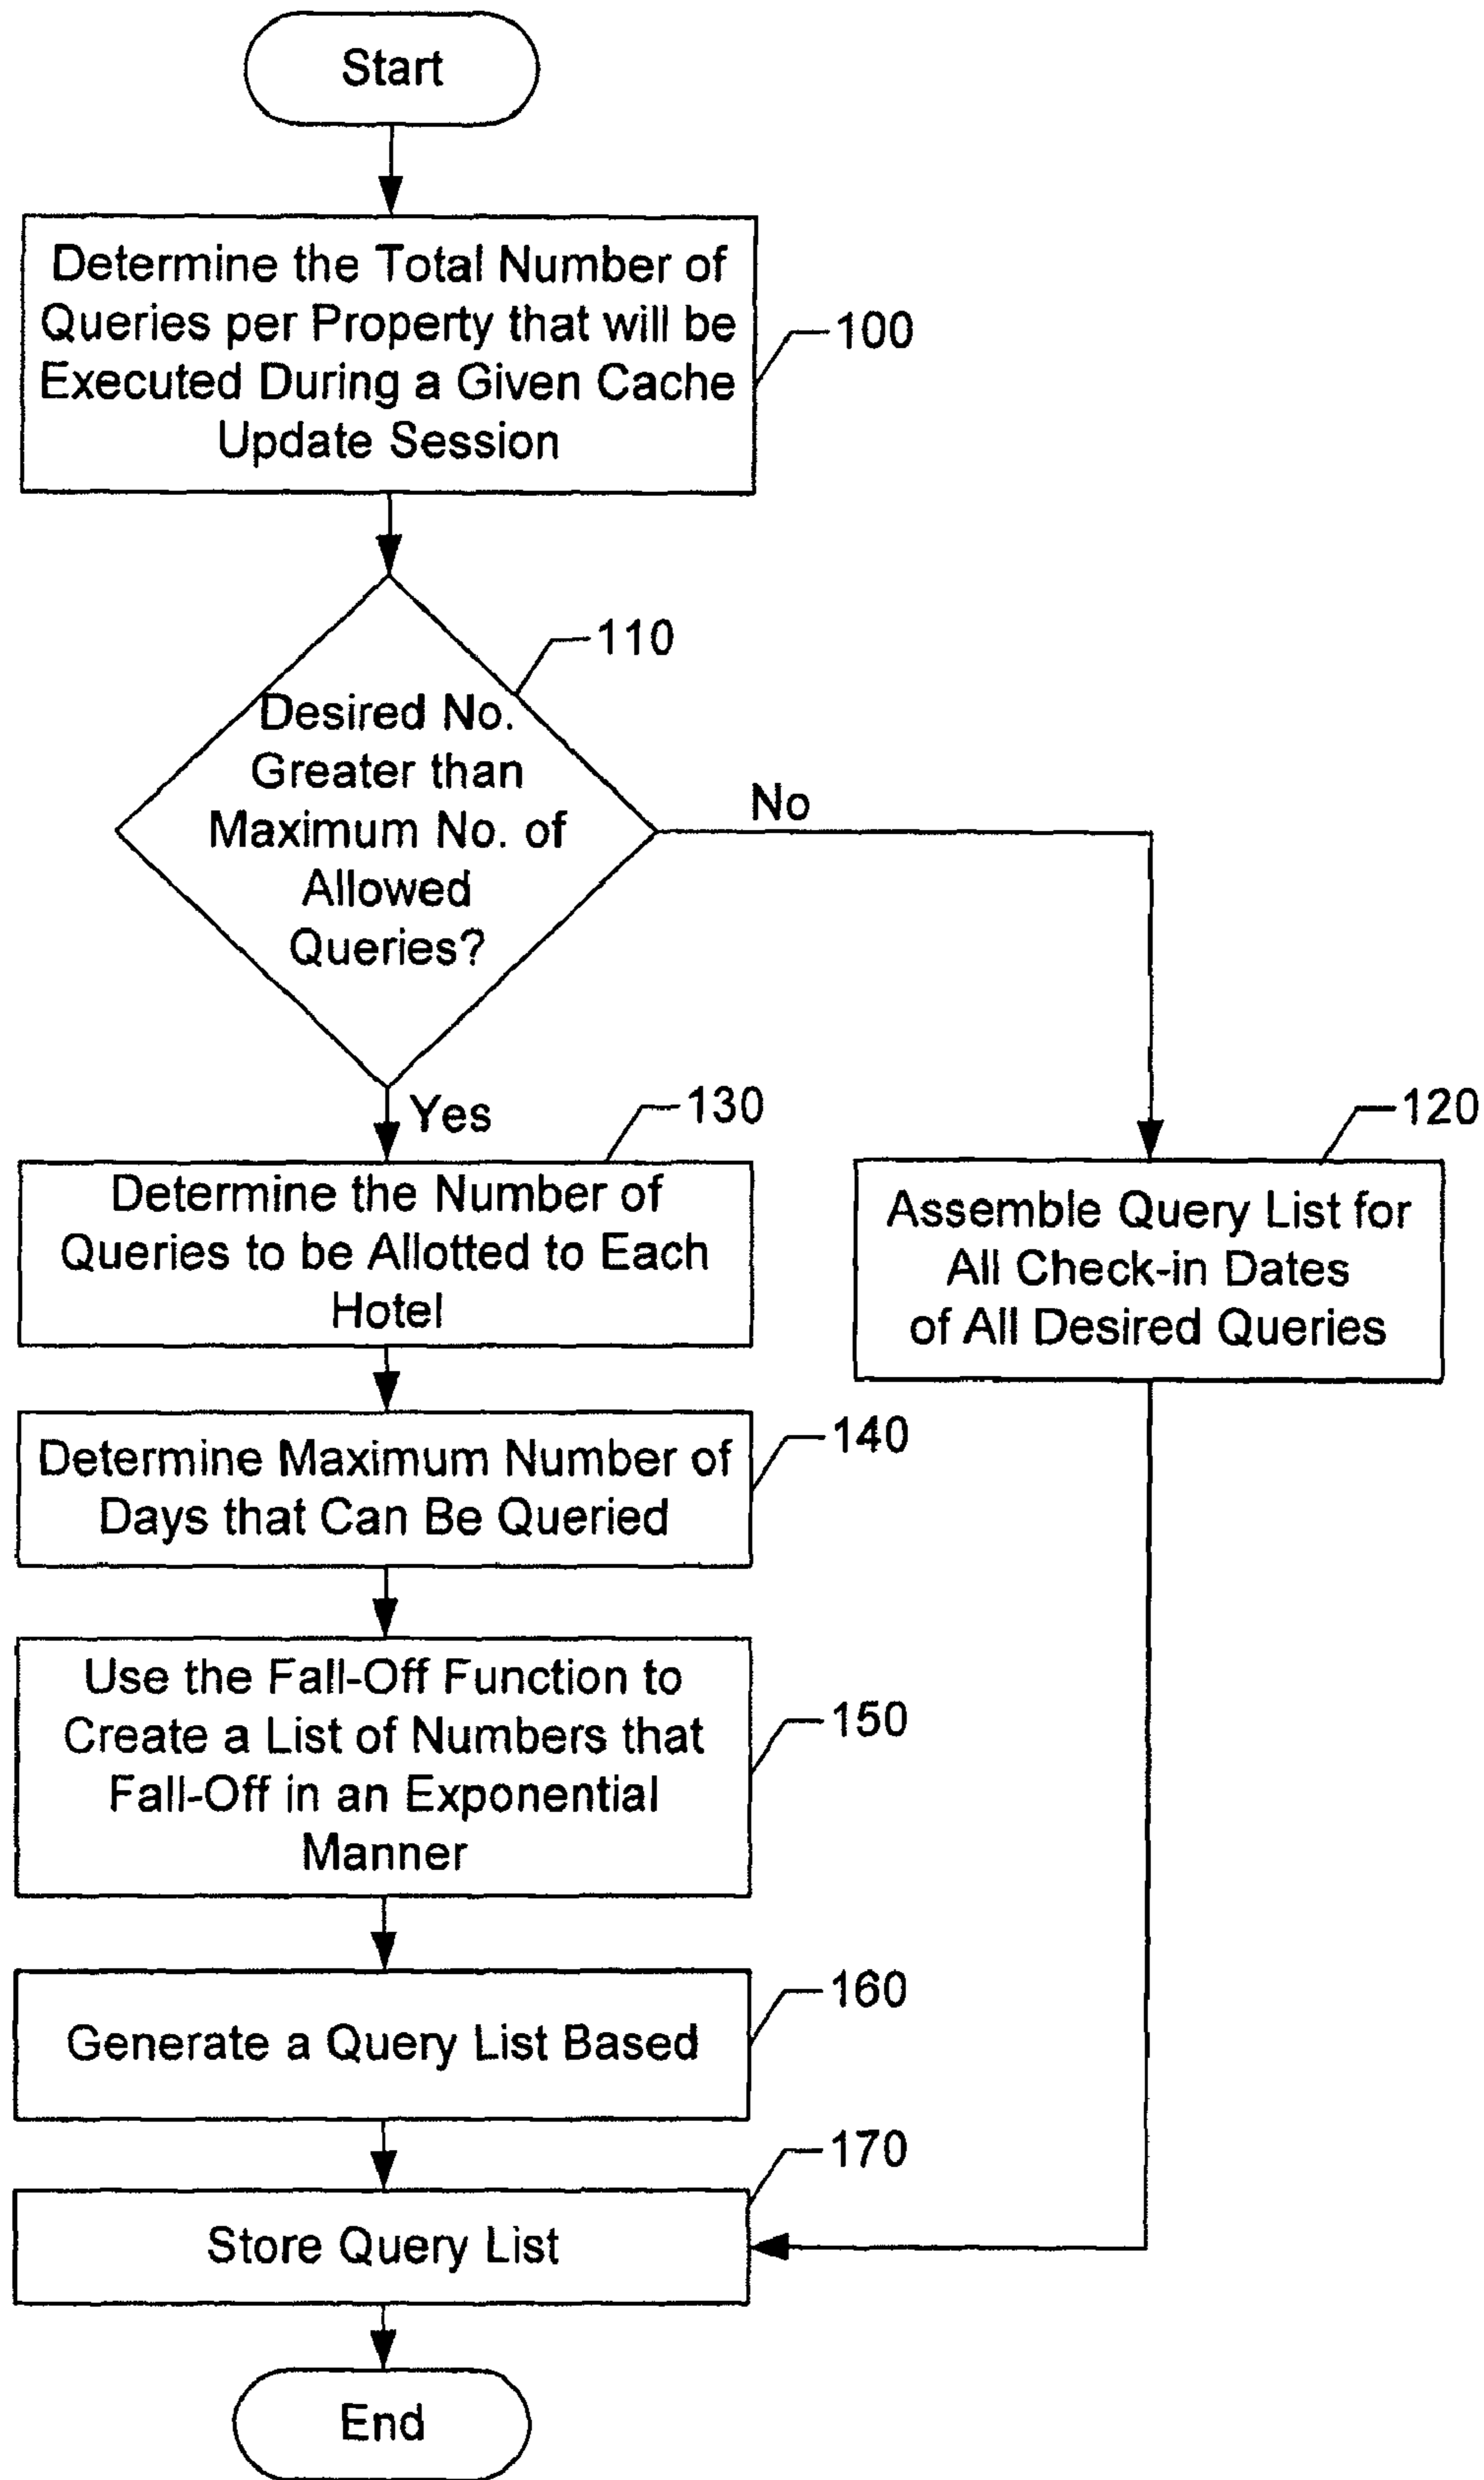 Start
Determine the Total Number of
Queries per Property that will be
Executed During a Given Cache
Update Session
100
110
Desired No.
Greater than
Maximum No. of
Allowed
Queries?
No
Yes
130
Determine the Number of
Queries to be Allotted to Each
Hotel
120
Assemble Query List for
All Check-in Dates
of All Desired Queries
140
Determine Maximum Number of
Days that Can Be Queried
Use the Fall-Off Function to
Create a List of Numbers that
Fall-Off in an Exponential
Manner
150
160
Generate a Query List Based
170
Store Query List
End